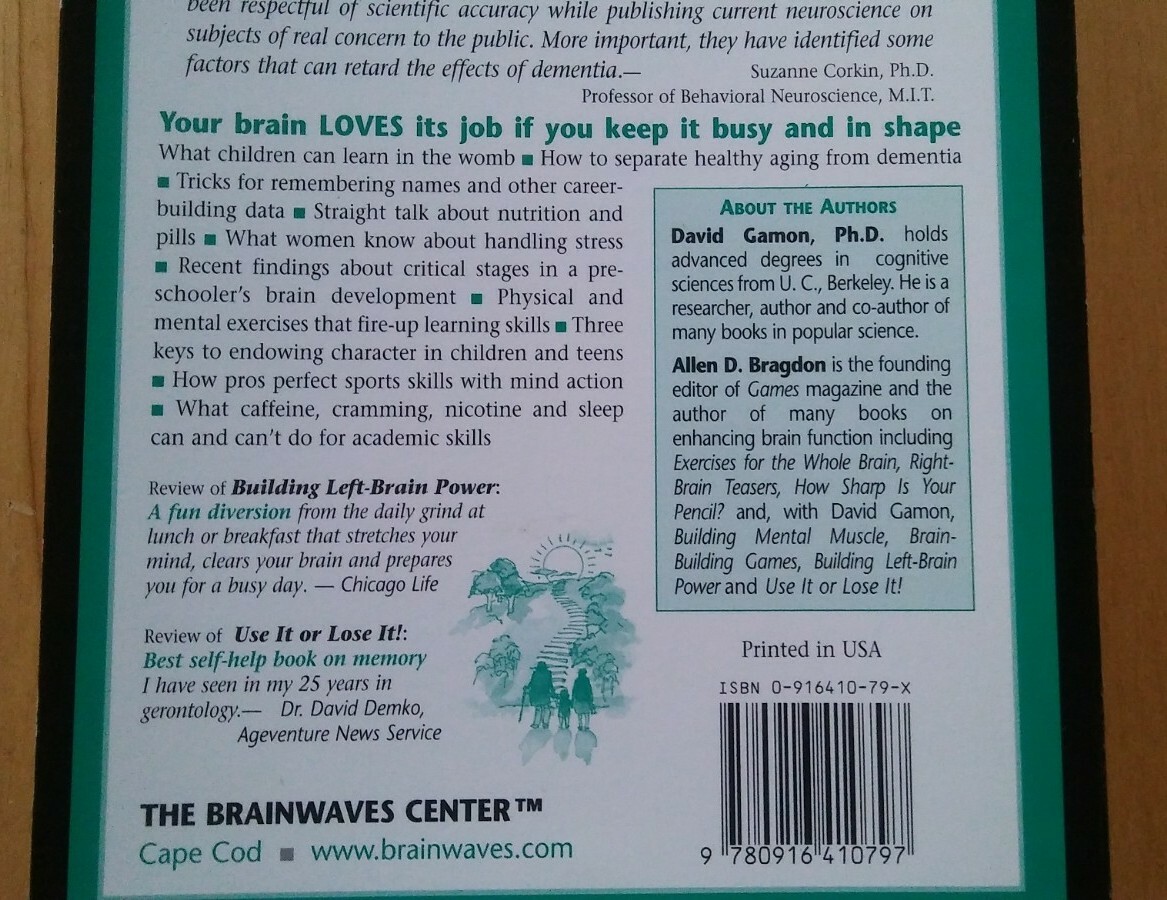 been respectful of scientific accuracy while publishing current neuroscience on
subjects of real concern to the public. More important, they have identified some
factors that can retard the effects of dementia.— Suzanne Corkin, Ph.D.
Professor of Behavioral Neuroscience, M.I.T.
Your brain LOVES its job if you keep it busy and in shape
What children can learn in the womb ■ How to separate healthy aging from dementia
■ Tricks for remembering names and other career-
building data ■ Straight talk about nutrition and
pills ■ What women know about handling stress
■ Recent findings about critical stages in a pre-
schooler's brain development ■ Physical and
mental exercises that fire-up learning skills ■ Three
keys to endowing character in children and teens
■ How pros perfect sports skills with mind action
■ What caffeine, cramming, nicotine and sleep
can and can't do for academic skills
ABOUT THE AUTHORS
David Gamon, Ph.D. holds
advanced degrees in cognitive
sciences from U. C., Berkeley. He is a
researcher, author and co-author of
many books in popular science.
Allen D. Bragdon is the founding
editor of Games magazine and the
author of many books on
enhancing brain function including
Exercises for the Whole Brain, Right-
Brain Teasers, How Sharp Is Your
Pencil? and, with David Gamon,
Building Mental Muscle, Brain-
Building Games, Building Left-Brain
Power and Use It or Lose It!
Review of Building Left-Brain Power:
A fun diversion from the daily grind at
lunch or breakfast that stretches your
mind, clears your brain and prepares
you for a busy day. — Chicago Life
Review of Use It or Lose It!:
Best self-help book on memory
I have seen in my 25 years in
gerontology.— Dr. David Demko,
Ageventure News Service
THE BRAINWAVES CENTER™
Cape Cod ■ www.brainwaves.com
Printed in USA
ISBN 0-916410-79-X
9 780916 410797